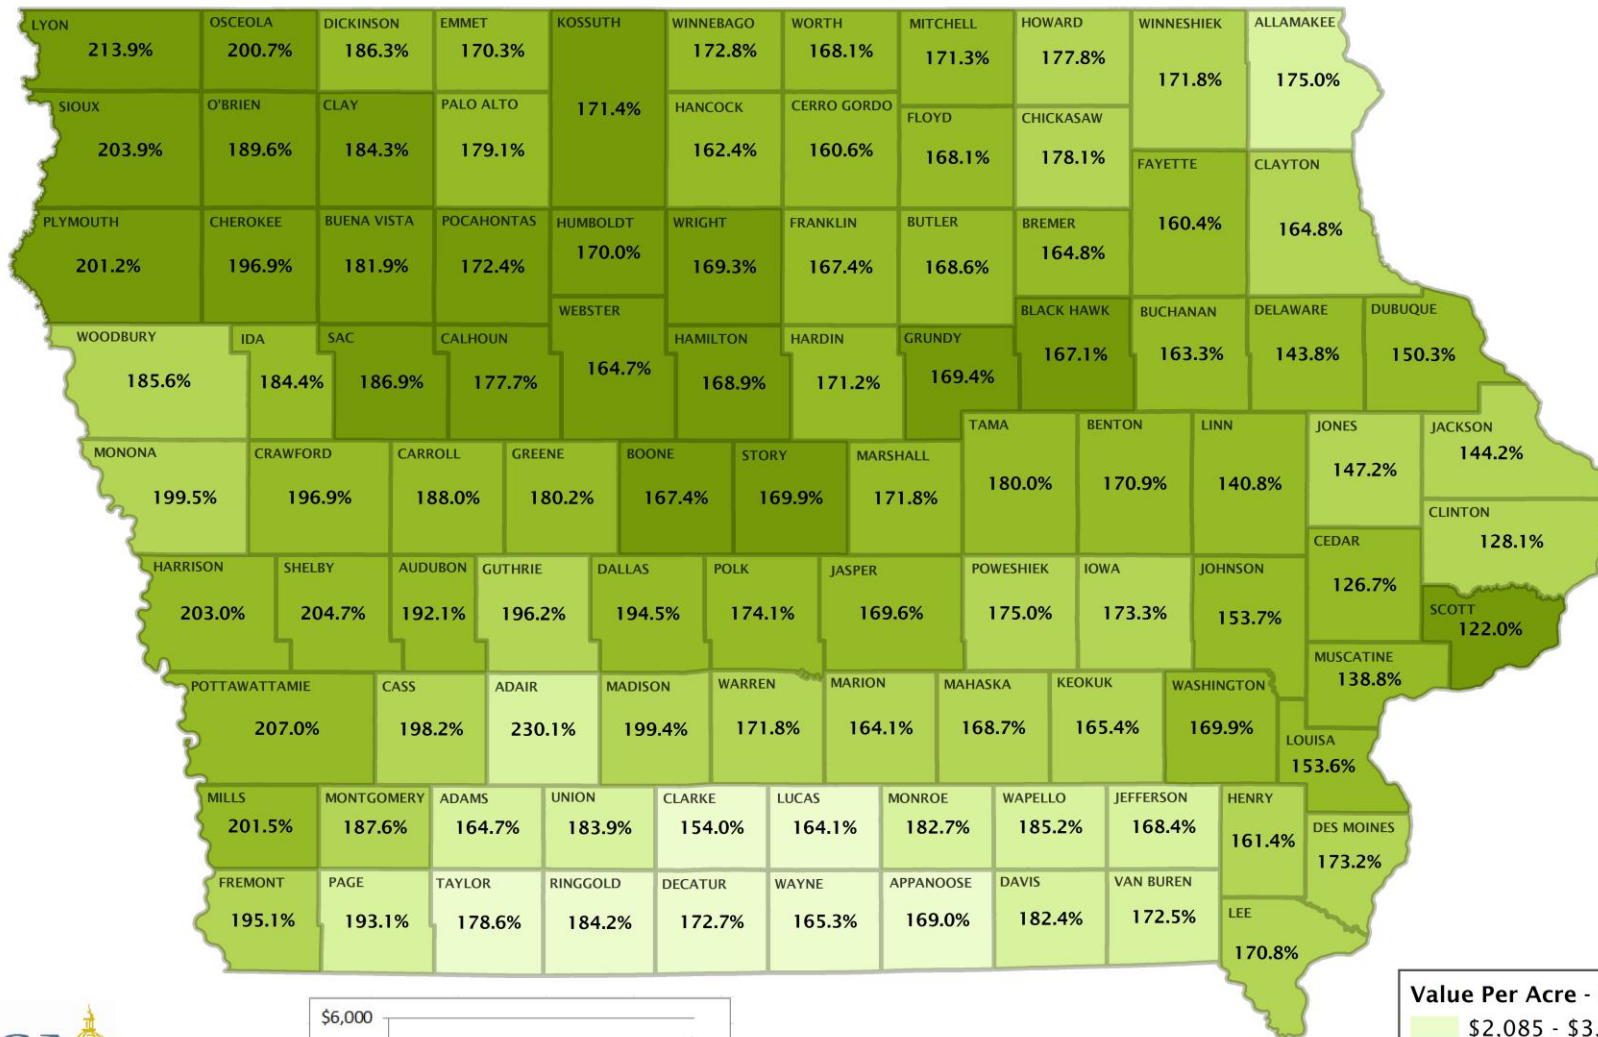 LYON
213.9%
OSCEOLA
200.7%
DICKINSON
186.3%
EMMET
170.3%
KOSSUTH
171.4%
WINNEBAGO
172.8%
WORTH
168.1%
MITCHELL
171.3%
HOWARD
177.8%
WINNESHIEK
171.8%
ALLAMAKEE
175.0%
SIOUX
203.9%
O'BRIEN
189.6%
CLAY
184.3%
PALO ALTO
179.1%
HANCOCK
162.4%
CERRO GORDO
160.6%
FLOYD
168.1%
CHICKASAW
178.1%
FAYETTE
160.4%
CLAYTON
164.8%
PLYMOUTH
201.2%
CHEROKEE
196.9%
BUENA VISTA
181.9%
POCAHONTAS
172.4%
HUMBOLDT
170.0%
WRIGHT
169.3%
FRANKLIN
167.4%
BUTLER
168.6%
BREMER
164.8%
WOODBURY
185.6%
IDA
184.4%
SAC
186.9%
CALHOUN
177.7%
WEBSTER
164.7%
HAMILTON
168.9%
HARDIN
171.2%
GRUNDY
169.4%
BLACK HAWK
167.1%
BUCHANAN
163.3%
DELAWARE
143.8%
DUBUQUE
150.3%
MONONA
199.5%
CRAWFORD
196.9%
CARROLL
188.0%
GREENE
180.2%
BOONE
167.4%
STORY
169.9%
MARSHALL
171.8%
TAMA
180.0%
BENTON
170.9%
LINN
140.8%
JONES
147.2%
JACKSON
144.2%
CLINTON
128.1%
HARRISON
203.0%
SHELBY
204.7%
AUDUBON
192.1%
GUTHRIE
196.2%
DALLAS
194.5%
POLK
174.1%
JASPER
169.6%
POWESHIEK
175.0%
IOWA
173.3%
JOHNSON
153.7%
CEDAR
126.7%
SCOTT
122.0%
MUSCATINE
138.8%
POTTAWATTAMIE
207.0%
CASS
198.2%
ADAIR
230.1%
MADISON
199.4%
WARREN
171.8%
MARION
164.1%
MAHASKA
168.7%
KEOKUK
165.4%
WASHINGTON
169.9%
LOUISA
153.6%
MILLS
201.5%
MONTGOMERY
187.6%
ADAMS
164.7%
UNION
183.9%
CLARKE
154.0%
LUCAS
164.1%
MONROE
182.7%
WAPELLO
185.2%
JEFFERSON
168.4%
HENRY
161.4%
DES MOINES
173.2%
FREMONT
195.1%
PAGE
193.1%
TAYLOR
178.6%
RINGGOLD
184.2%
DECATUR
172.7%
WAYNE
165.3%
APPANOOSE
169.0%
DAVIS
182.4%
VAN BUREN
172.5%
LEE
170.8%
$6,000
Value Per Acre -
$2,085 - $3,